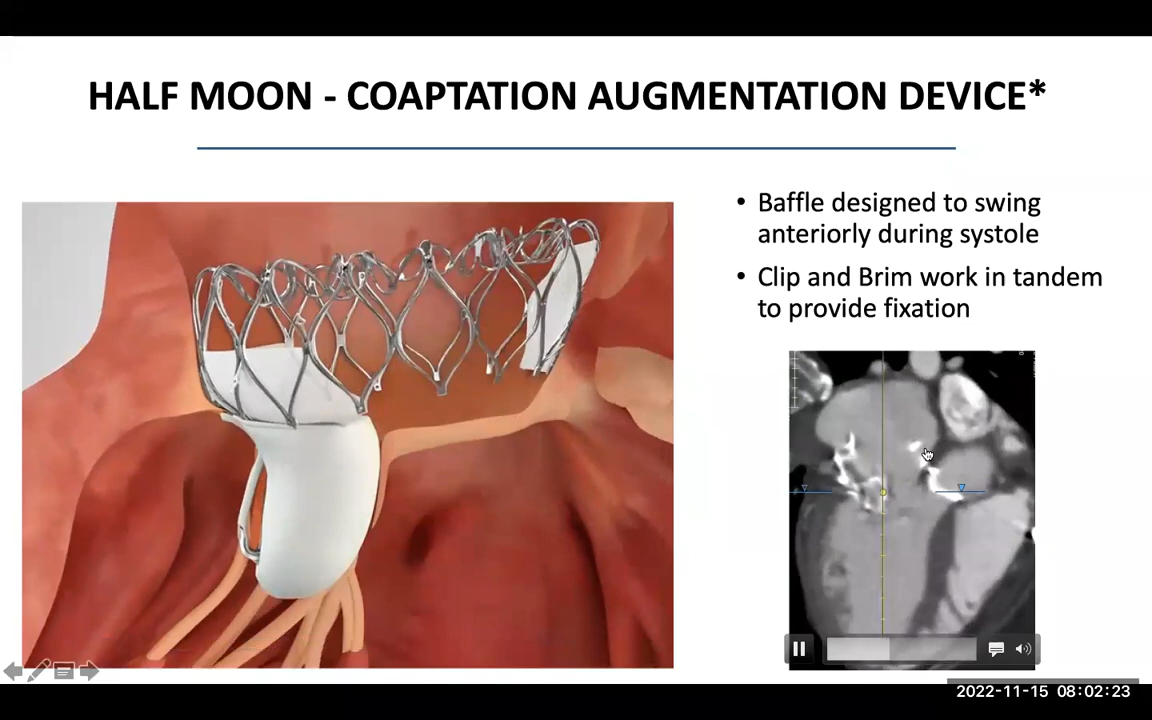 HALF MOON - COAPTATION AUGMENTATION DEVICE*
• Baffle designed to swing
anteriorly during systole
• Clip and Brim work in tandem
to provide fixation
2022-11-15 08:02:23